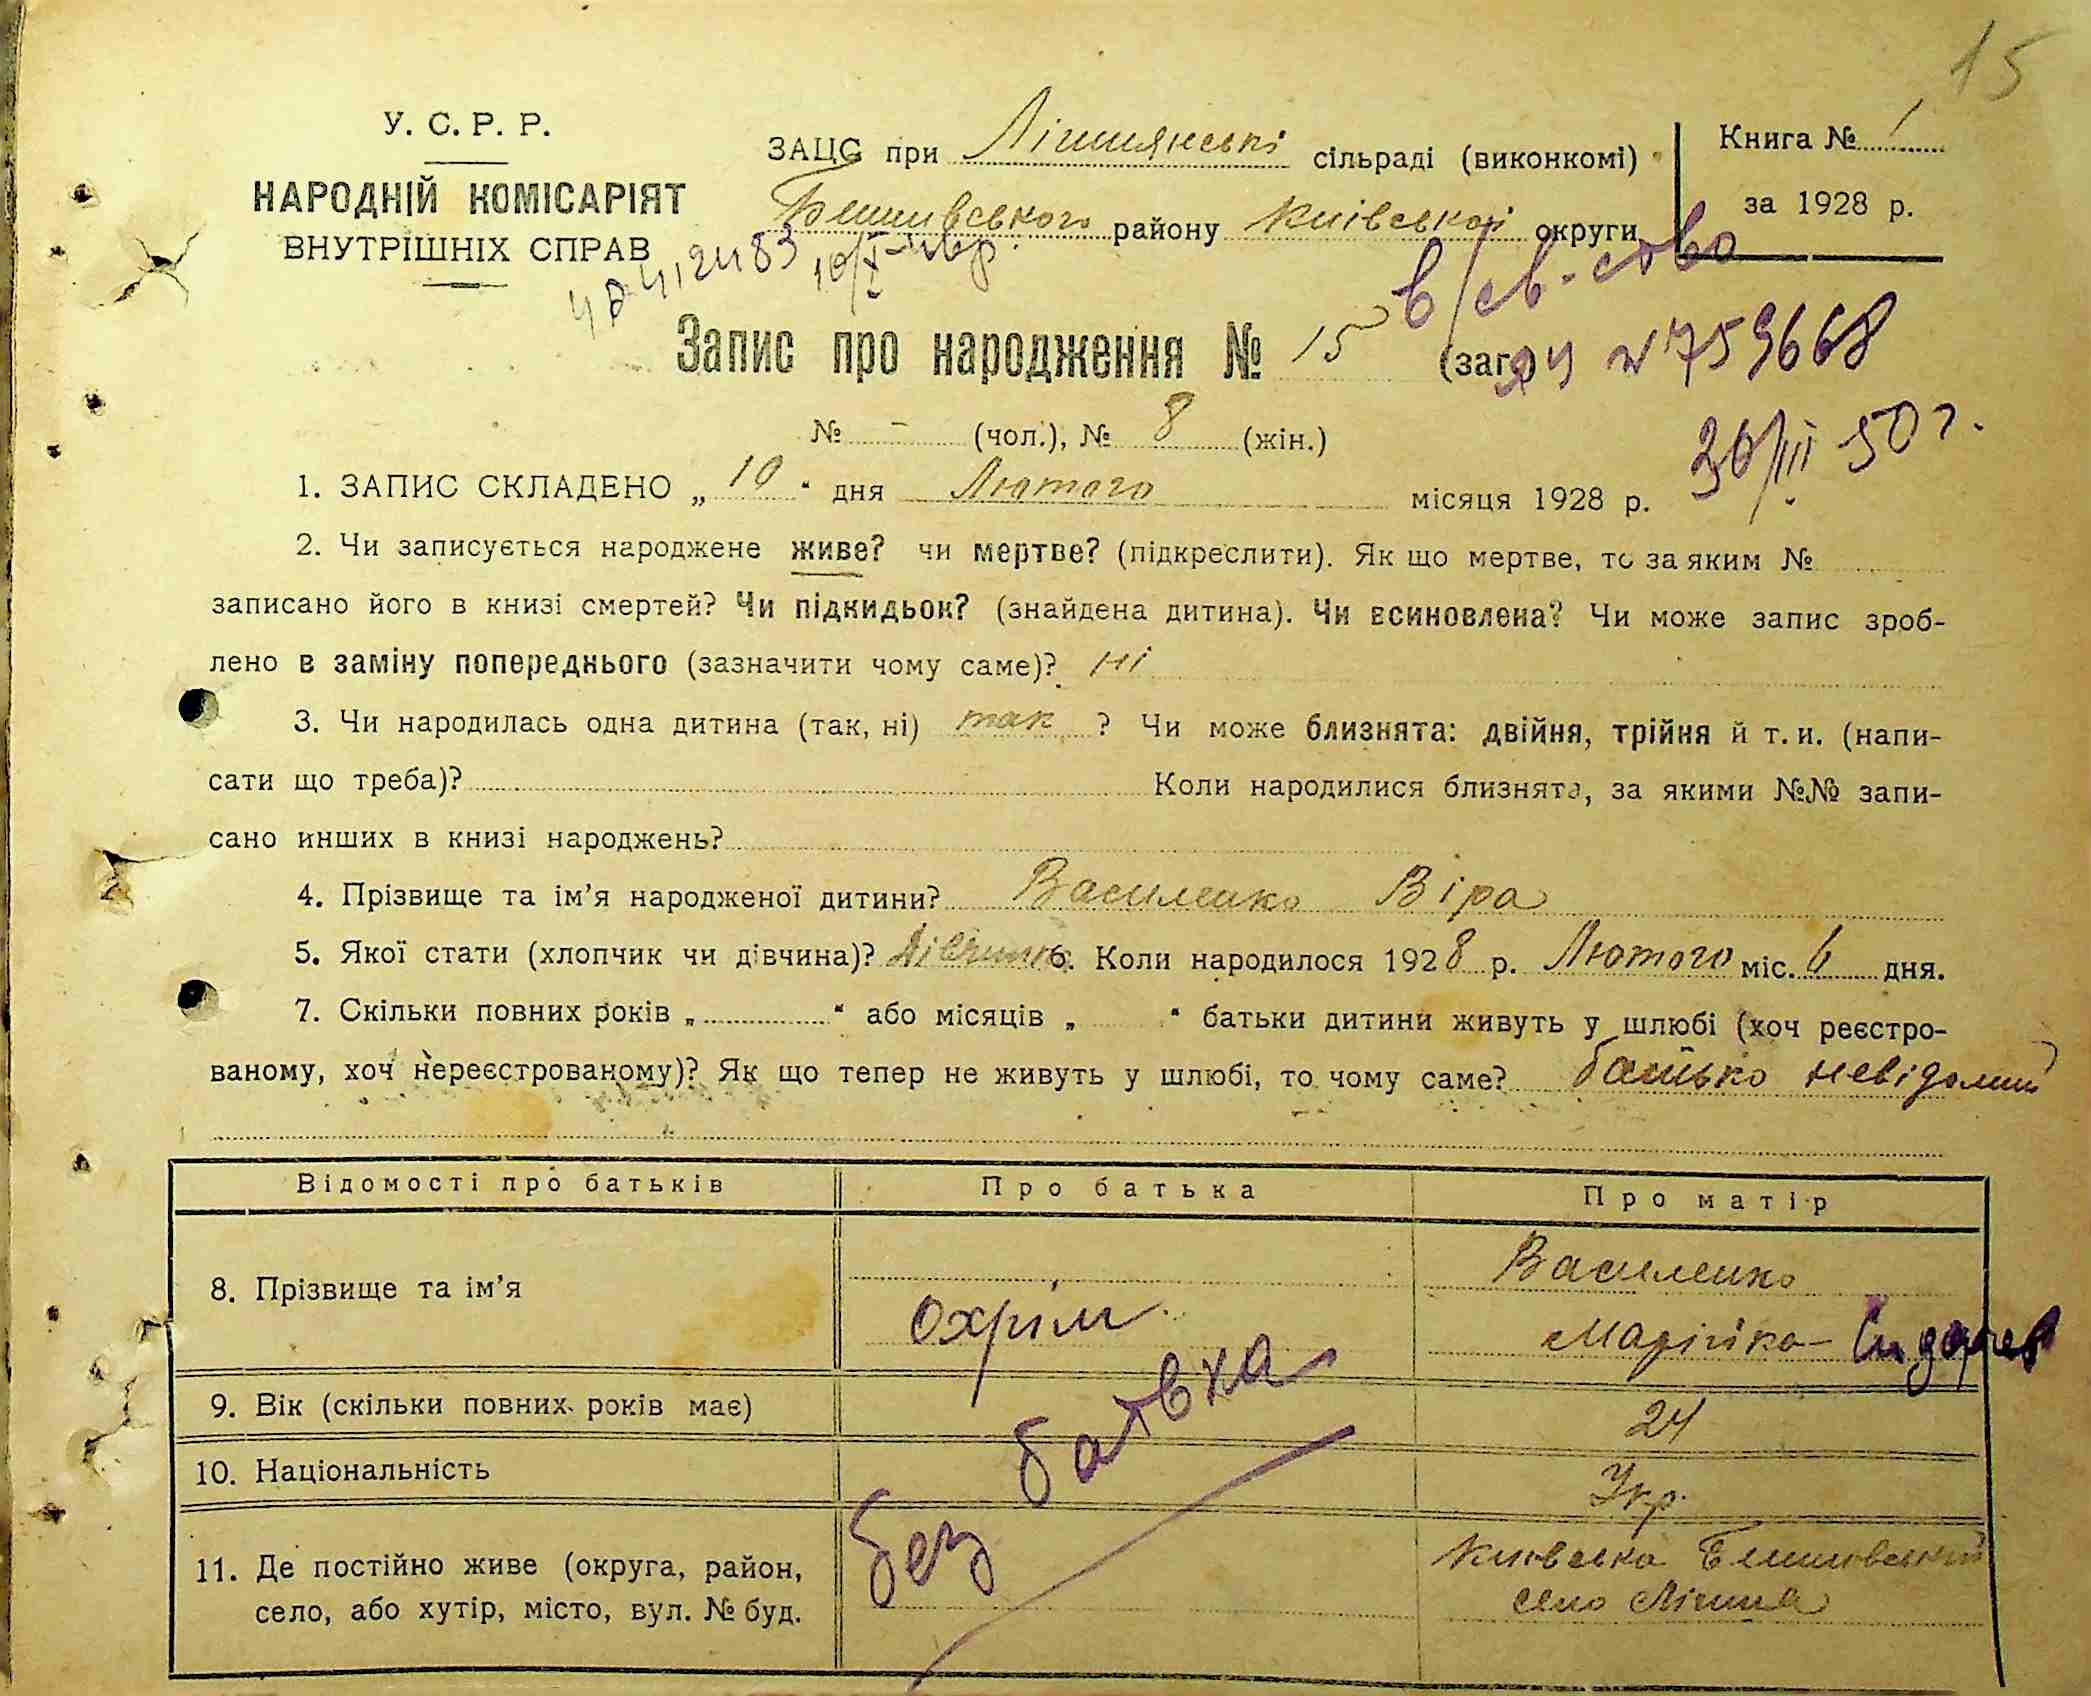 15
У. С. Р. Р.
НАРОДНІЙ КОМІСАРІЯТ
ВНУТРІШНІХ СПРАВ
ЗАЦС при Лішнянські сільраді (виконкомі)
Бишівського району Київської округи
Книга № 1
за 1928 р.
в/св-ство
Запис про народження № 15 (заг.)
ЯЧ №759668
30/III 50 г.
№ - (чол.), № 8 (жін.)
1. ЗАПИС СКЛАДЕНО „ 10 “ дня Лютого місяця 1928 р.
2. Чи записується народжене живе? чи мертве? (підкреслити). Як що мертве, то за яким №
записано його в книзі смертей? Чи підкидьок? (знайдена дитина). Чи всиновлена? Чи може запис зроб-
лено в заміну попереднього (зазначити чому саме)? ні
3. Чи народилась одна дитина (так, ні) так ? Чи може близнята: двійня, трійня й т. и. (напи-
сати що треба)? Коли народилися близнята, за якими №№ запи-
сано инших в книзі народжень?
4. Прізвище та ім’я народженої дитини? Василенко Віра
5. Якої стати (хлопчик чи дівчина)? Дівчинка 6. Коли народилося 1928 р. Лютого міс. 6 дня.
7. Скільки повних років „ “ або місяців „ “ батьки дитини живуть у шлюбі (хоч реєстро-
ваному, хоч нереєстрованому)? Як що тепер не живуть у шлюбі, то чому саме? батько невідомий
Відомості про батьків Про батька Про матір
8. Прізвище та ім’я Охрім Василенко
Марійка
9. Вік (скільки повних років має) 24
10. Національність Укр.
без батька
11. Де постійно живе (округа, район, Київська Бишівський
село, або хутір, місто, вул. № буд. село Лішня